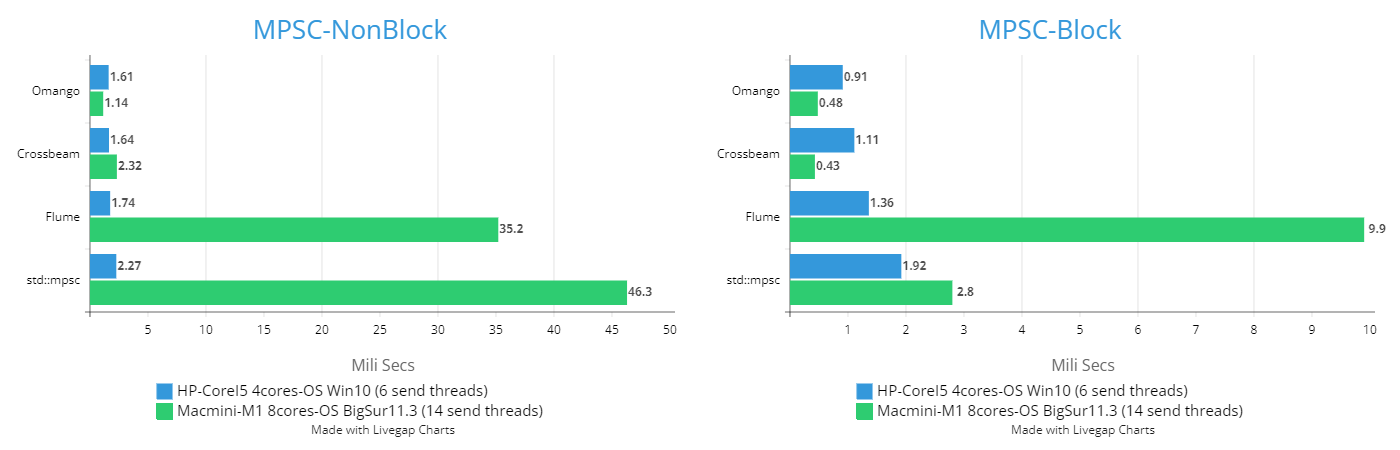 MPSC-NonBlock
Omango
1.61
1.14
Crossbeam
1.64
2.32
Flume
1.74
35.2
std::mpsc
2.27
46.3
5 10 15 20 25 30 35 40 45 50
Mili Secs
HP-CoreI5 4cores-OS Win10 (6 send threads)
Macmini-M1 8cores-OS BigSur11.3 (14 send threads)
Made with Livegap Charts
MPSC-Block
Omango
0.91
0.48
Crossbeam
1.11
0.43
Flume
1.36
9.9
std::mpsc
1.92
2.8
1 2 3 4 5 6 7 8 9 10
Mili Secs
HP-CoreI5 4cores-OS Win10 (6 send threads)
Macmini-M1 8cores-OS BigSur11.3 (14 send threads)
Made with Livegap Charts